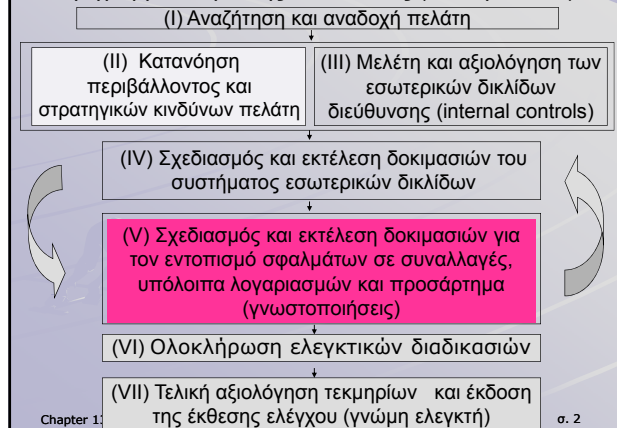 (I) Αναζήτηση και αναδοχή πελάτη
(II) Κατανόηση
περιβάλλοντος και
στρατηγικών κινδύνων πελάτη
(III) Μελέτη και αξιολόγηση των
εσωτερικών δικλίδων
διεύθυνσης (internal controls)
(IV) Σχεδιασμός και εκτέλεση δοκιμασιών του
συστήματος εσωτερικών δικλίδων
(V) Σχεδιασμός και εκτέλεση δοκιμασιών για
τον εντοπισμό σφαλμάτων σε συναλλαγές,
υπόλοιπα λογαριασμών και προσάρτημα
(γνωστοποιήσεις)
(VI) Ολοκλήρωση ελεγκτικών διαδικασιών
(VII) Τελική αξιολόγηση τεκμηρίων και έκδοση
της έκθεσης ελέγχου (γνώμη ελεγκτή)
Chapter
σ. 2